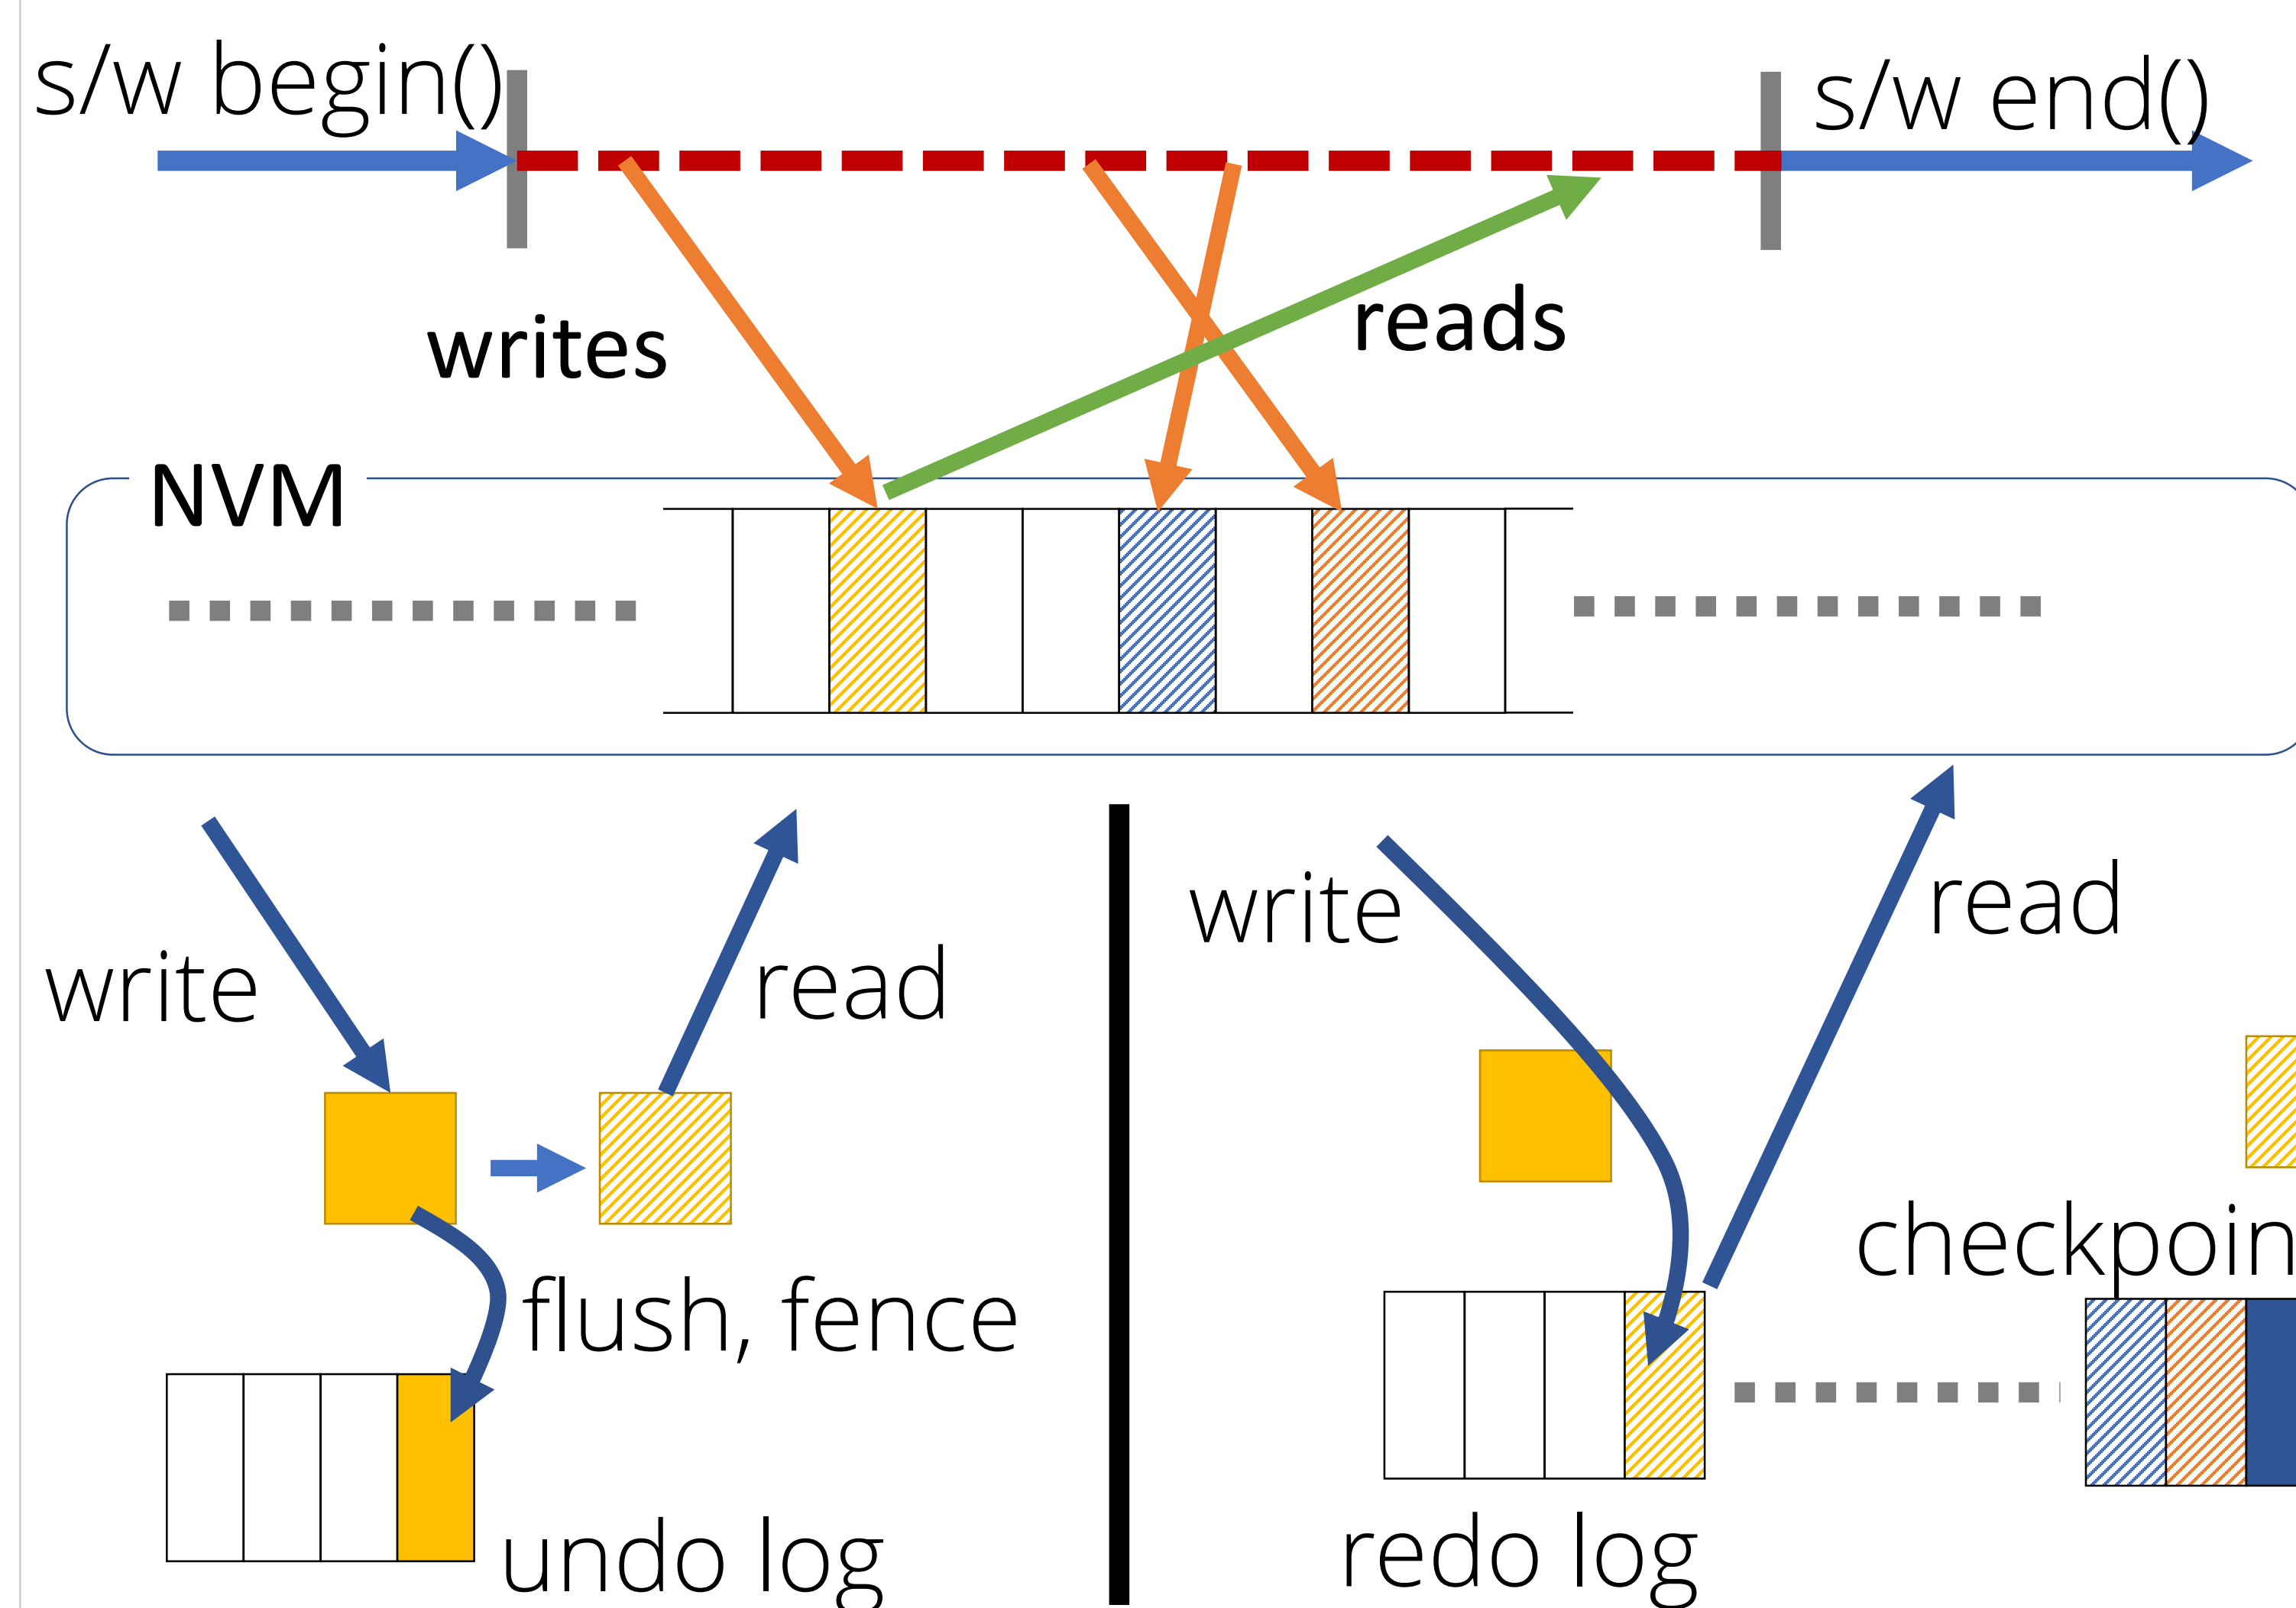 s/w begin()
s/w end()
writes
reads
NVM
write
read
flush, fence
undo log
write
read
checkpoin
redo log